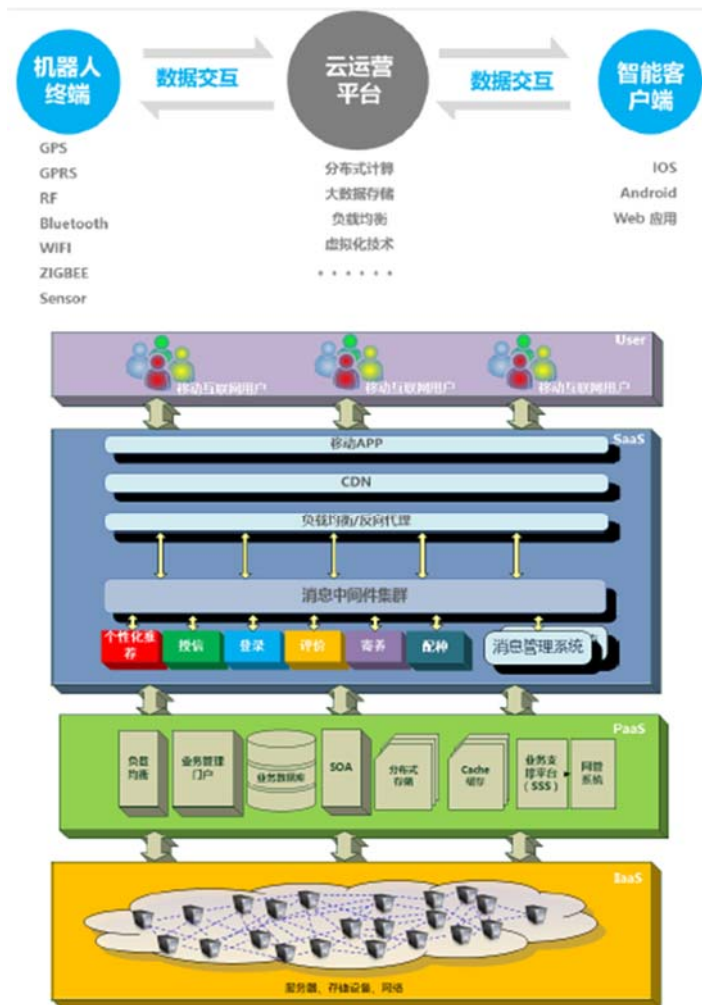 机器人
终端
数据交互
云运营
平台
数据交互
智能客
户端
GPS
GPRS
RF
Bluetooth
WIFI
ZIGBEE
Sensor
分布式计算
大数据存储
负载均衡
虚拟化技术
······
IOS
Android
Web 应用
User
移动互联网用户
移动互联网用户
移动互联网用户
SaaS
移动APP
CDN
负载均衡/反向代理
消息中间件集群
个性化推
荐
授信
登录
评价
寄养
配种
消息管理系统
PaaS
负载
均衡
业务管理
门户
业务数据库
SOA
分布式
存储
Cache
缓存
业务支
撑平台
(SSS)
网管
系统
IaaS
服务器、存储设备、网络